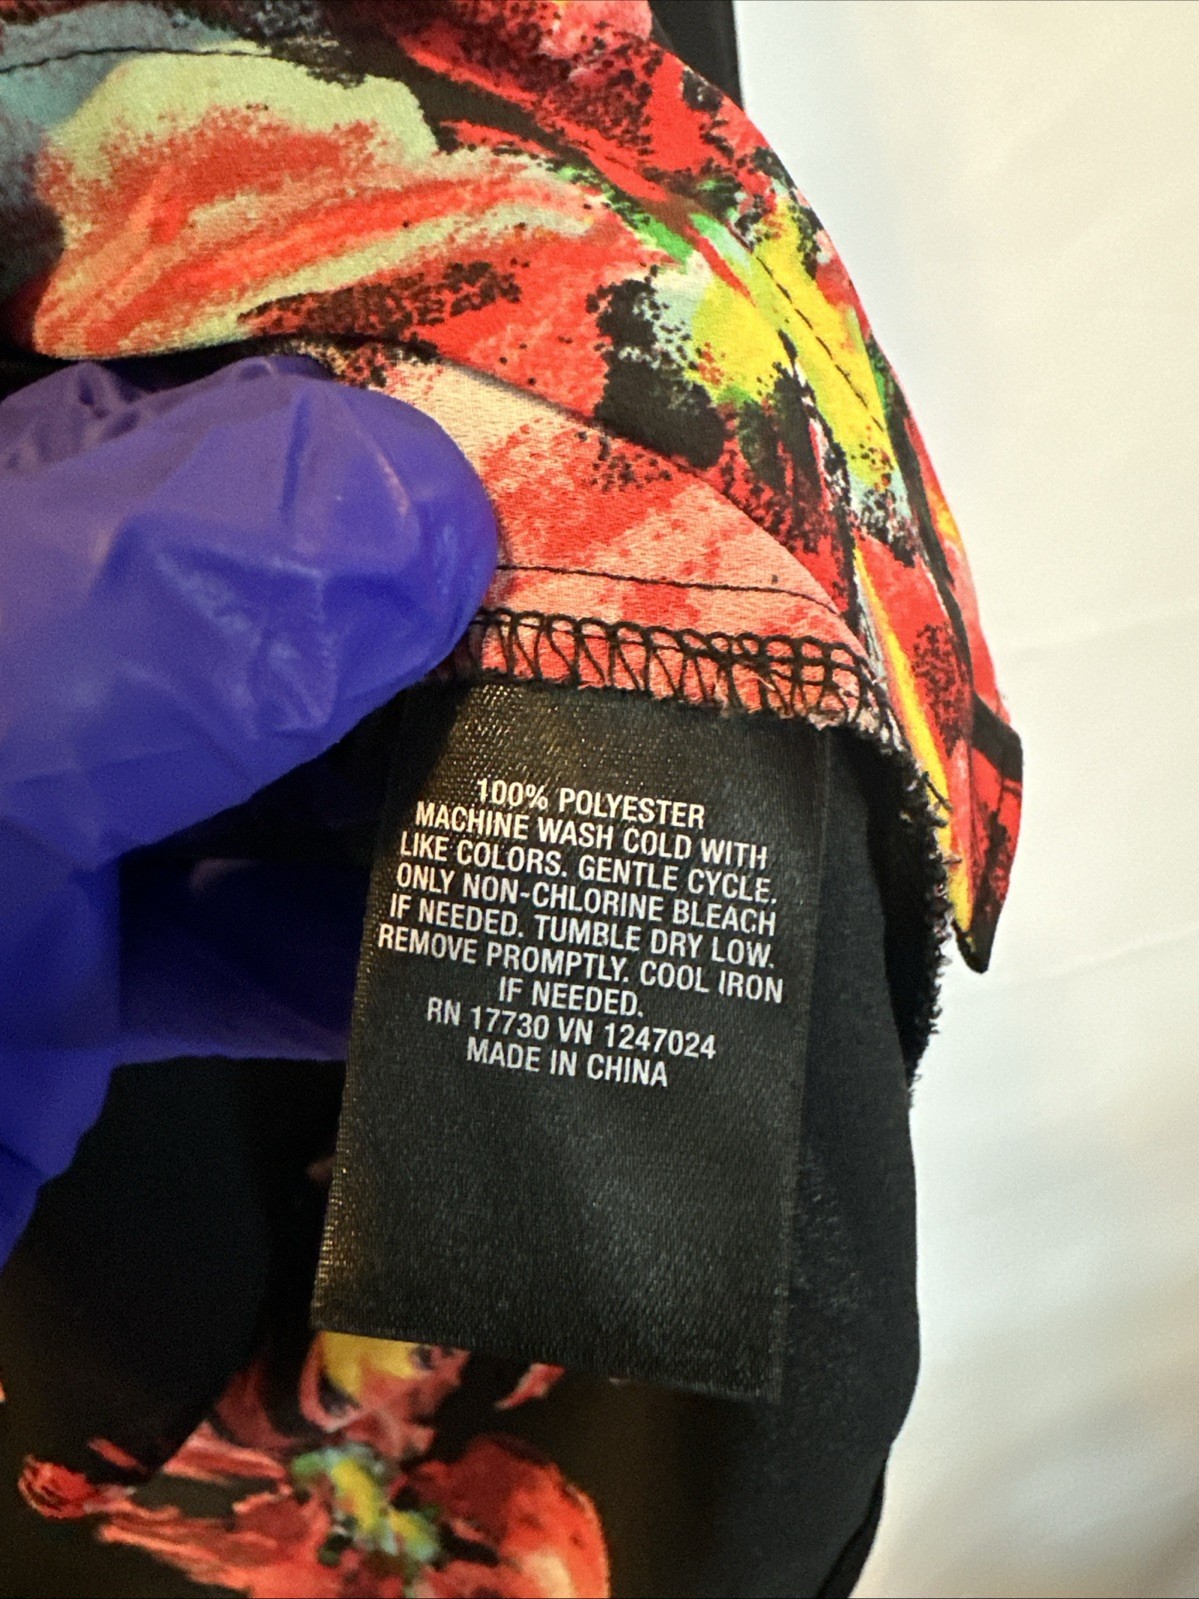 100% POLYESTER
MACHINE WASH COLD WITH
LIKE COLORS. GENTLE CYCLE.
ONLY NON-CHLORINE BLEACH
IF NEEDED. TUMBLE DRY LOW.
REMOVE PROMPTLY. COOL IRON
IF NEEDED.
RN 17730 VN 1247024
MADE IN CHINA